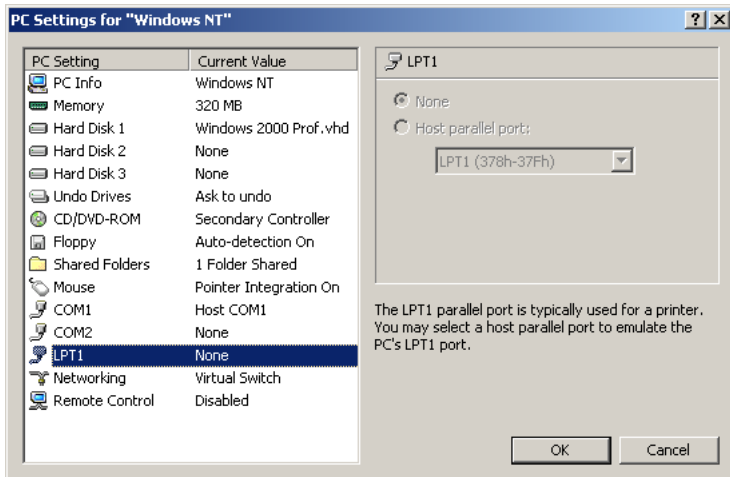 PC Settings for "Windows NT"
PC Setting Current Value
PC Info Windows NT
Memory 320 MB
Hard Disk 1 Windows 2000 Prof.vhd
Hard Disk 2 None
Hard Disk 3 None
Undo Drives Ask to undo
CD/DVD-ROM Secondary Controller
Floppy Auto-detection On
Shared Folders 1 Folder Shared
Mouse Pointer Integration On
COM1 Host COM1
COM2 None
LPT1 None
Networking Virtual Switch
Remote Control Disabled
LPT1
None
Host parallel port:
LPT1 (378h-37Fh)
The LPT1 parallel port is typically used for a printer.
You may select a host parallel port to emulate the
PC's LPT1 port.
OK Cancel